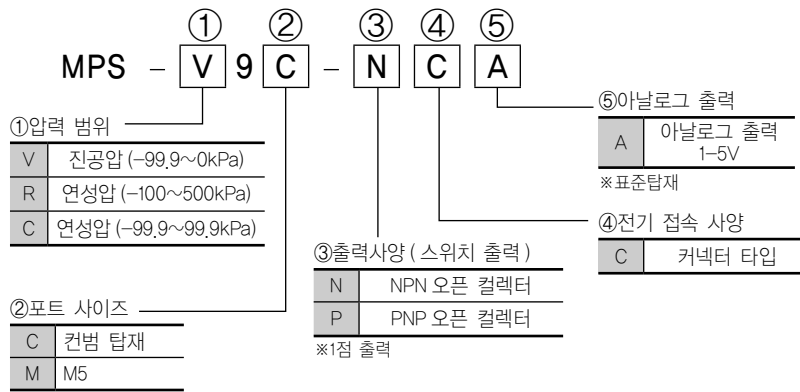 ① ② ③ ④ ⑤
MPS – V 9 C – N C A
①압력 범위
V 진공압 (–99.9~0kPa)
R 연성압 (–100~500kPa)
C 연성압 (–99.9~99.9kPa)
②포트 사이즈
C 컨범 탑재
M M5
③출력사양 ( 스위치 출력 )
N NPN 오픈 컬렉터
P PNP 오픈 컬렉터
※1점 출력
⑤아날로그 출력
A 아날로그 출력
1–5V
※표준탑재
④전기 접속 사양
C 커넥터 타입